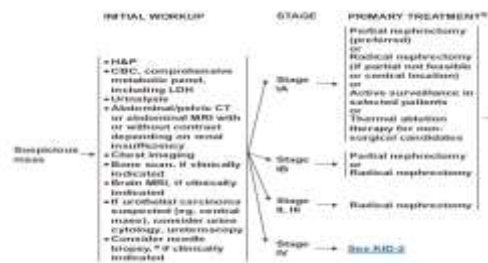 INITIAL WORKUP
STAGE
PRIMARY TREATMENT
Suspicious
mass
• H&P
• CBC, comprehensive
metabolic panel,
including LDH
• Urinalysis
• Abdominal/pelvic CT
or abdominal MRI with
or without contrast
depending on renal
insufficiency
• Chest imaging
• Bone scan, if clinically
indicated
• Brain MRI, if clinically
indicated
• If urothelial carcinoma
suspected (eg, central
mass), consider urine
cytology, ureteroscopy
• Consider needle
biopsy, if clinically
indicated
Stage
IA
Partial nephrectomy
(preferred)
or
Radical nephrectomy
(if partial not feasible
or central location)
or
Active surveillance in
selected patients
or
Thermal ablation
therapy for non-
surgical candidates
Stage
IB
Partial nephrectomy
or
Radical nephrectomy
Stage
II, III
Radical nephrectomy
Stage
IV
See KID-3